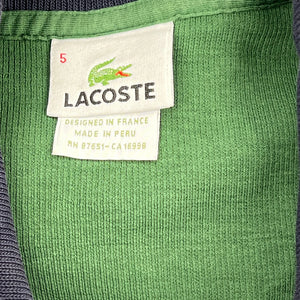 5
LACOSTE
DESIGNED IN FRANCE
MADE IN PERU
RN 87651-CA 16998